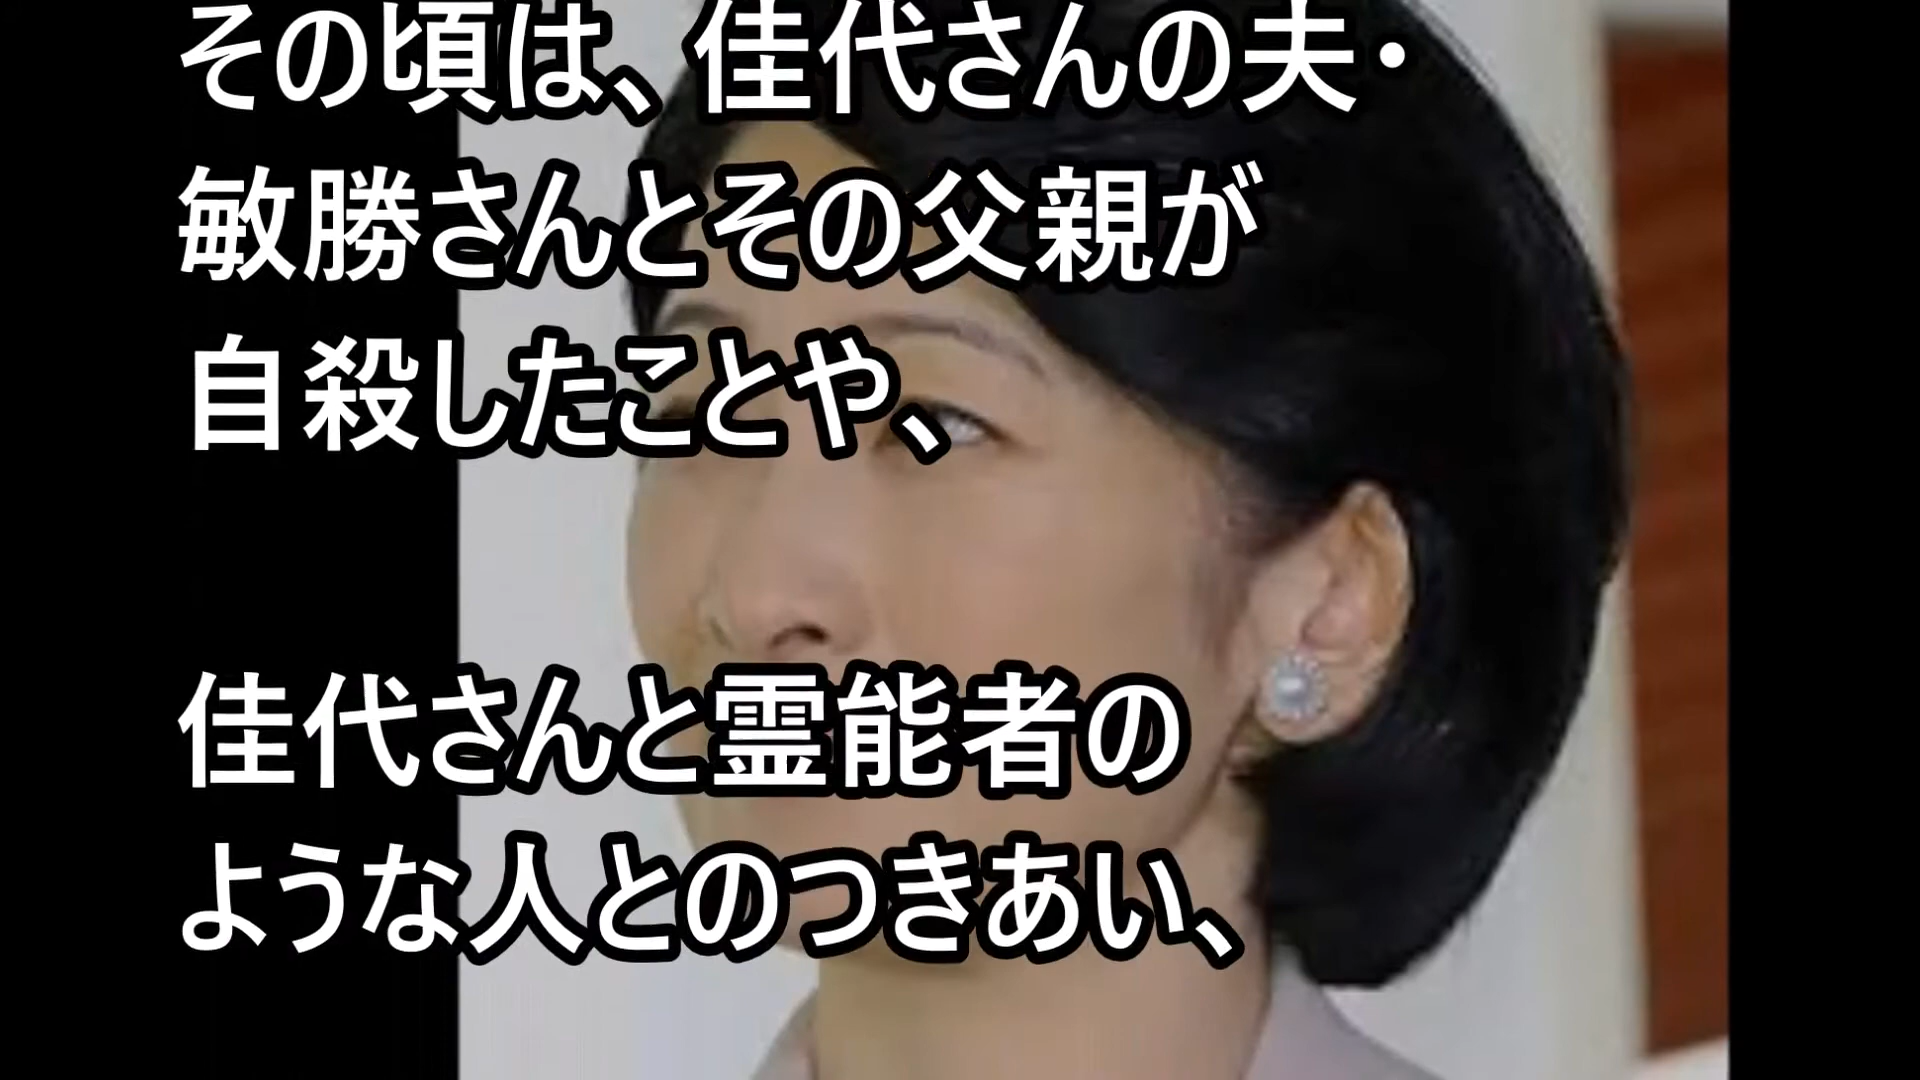 その頃は、佳代さんの夫・
敏勝さんとその父親が
自殺したことや、
佳代さんと霊能者の
ような人とのつきあい、